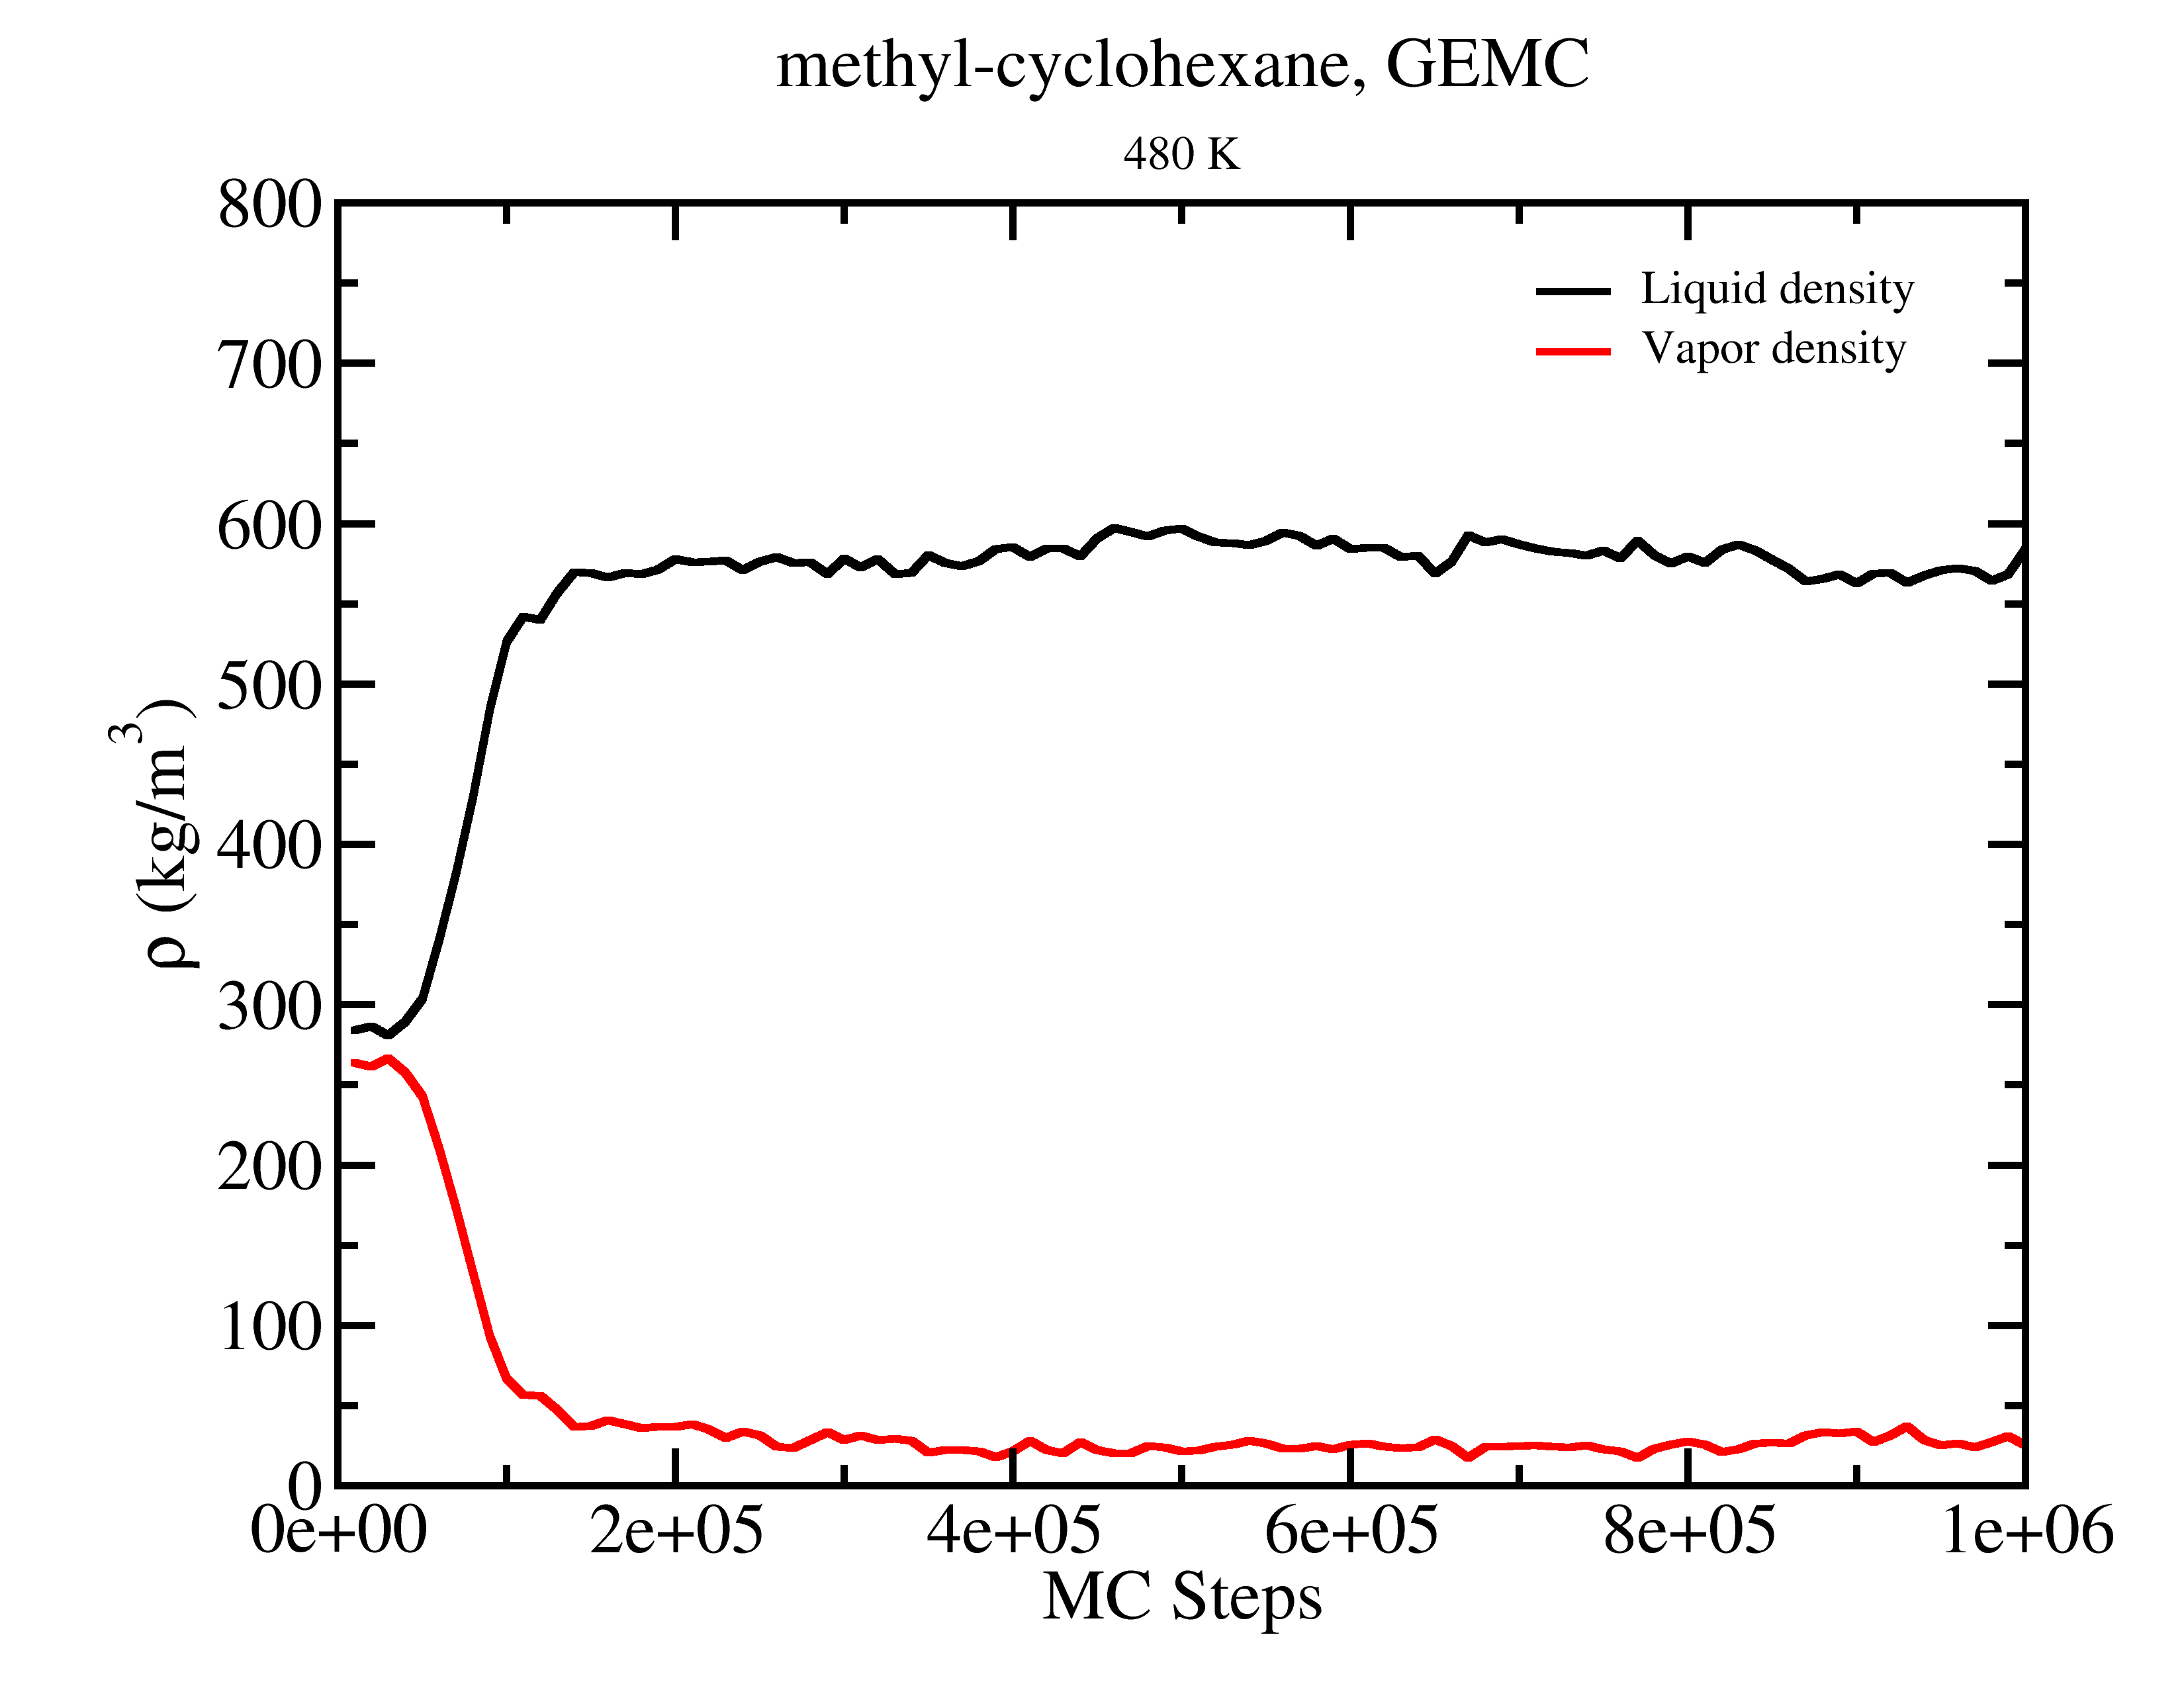 methyl-cyclohexane, GEMC
480 K
Liquid density
Vapor density
ρ (kg/m³)
800
700
600
500
400
300
200
100
0
0e+00 2e+05 4e+05 6e+05 8e+05 1e+06
MC Steps